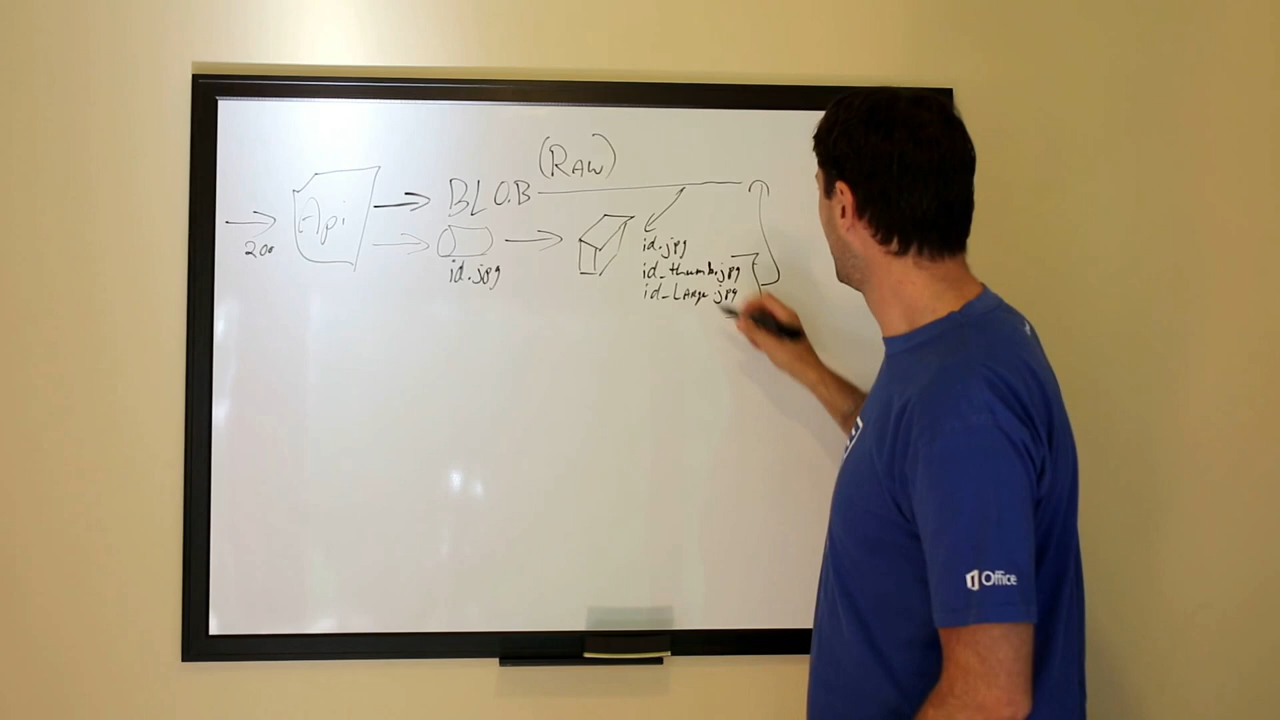 (RAW)
BLOB
Api
200
id.jpg
id.jpg
id_thumb.jpg
id_Large.jpg
Office